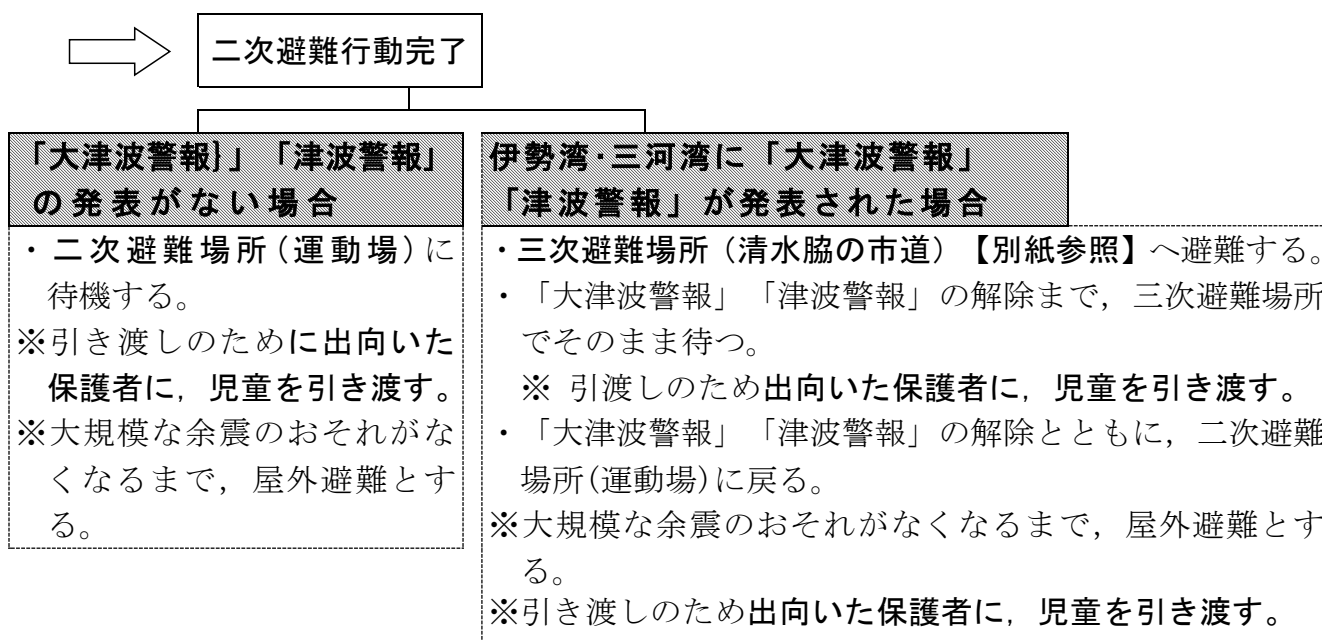 二次避難行動完了
「大津波警報}」「津波警報」
の発表がない場合
・二次避難場所(運動場)に
待機する。
※引き渡しのために出向いた
保護者に，児童を引き渡す。
※大規模な余震のおそれがな
くなるまで，屋外避難とす
る。
伊勢湾・三河湾に「大津波警報」
「津波警報」が発表された場合
・三次避難場所（清水脇の市道）【別紙参照】へ避難する。
・「大津波警報」「津波警報」の解除まで，三次避難場所
でそのまま待つ。
※ 引渡しのため出向いた保護者に，児童を引き渡す。
・「大津波警報」「津波警報」の解除とともに，二次避難
場所(運動場)に戻る。
※大規模な余震のおそれがなくなるまで，屋外避難とす
る。
※引き渡しのため出向いた保護者に，児童を引き渡す。